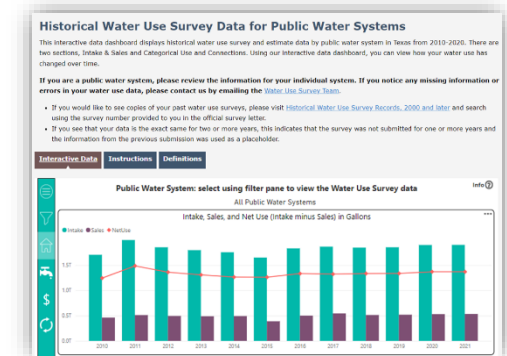 Historical Water Use Survey Data for Public Water Systems
This interactive data dashboard displays historical water use survey and estimate data by public water system in Texas from 2010-2020. There are
two sections, Intake & Sales and Categorical Use and Connections. Using our Interactive data dashboard, you can view how your water use has
changed over time.
If you are a public water system, please review the information for your individual system. If you notice any missing information or
errors in your water use data, please contact us by emailing the Water Use Survey Team.
• If you would like to see copies of your past water use surveys, please visit Historical Water Use Survey Records, 2000 and later and search
using the survey number provided to you in the official survey letter.
• If you see that your data is the exact same for two or more years, this indicates that the survey was not submitted for one or more years and
the information from the previous submission was used as a placeholder.
Interactive Data Instructions Definitions
Public Water System: select using filter pane to view the Water Use Survey data
Info ?
All Public Water Systems
Intake, Sales, and Net Use (Intake minus Sales) in Gallons
Intake Sales NetUse
1.5T
1.0T
0.5T
0.0T
2010 2011 2012 2013 2014 2015 2016 2017 2018 2019 2020 2021
$